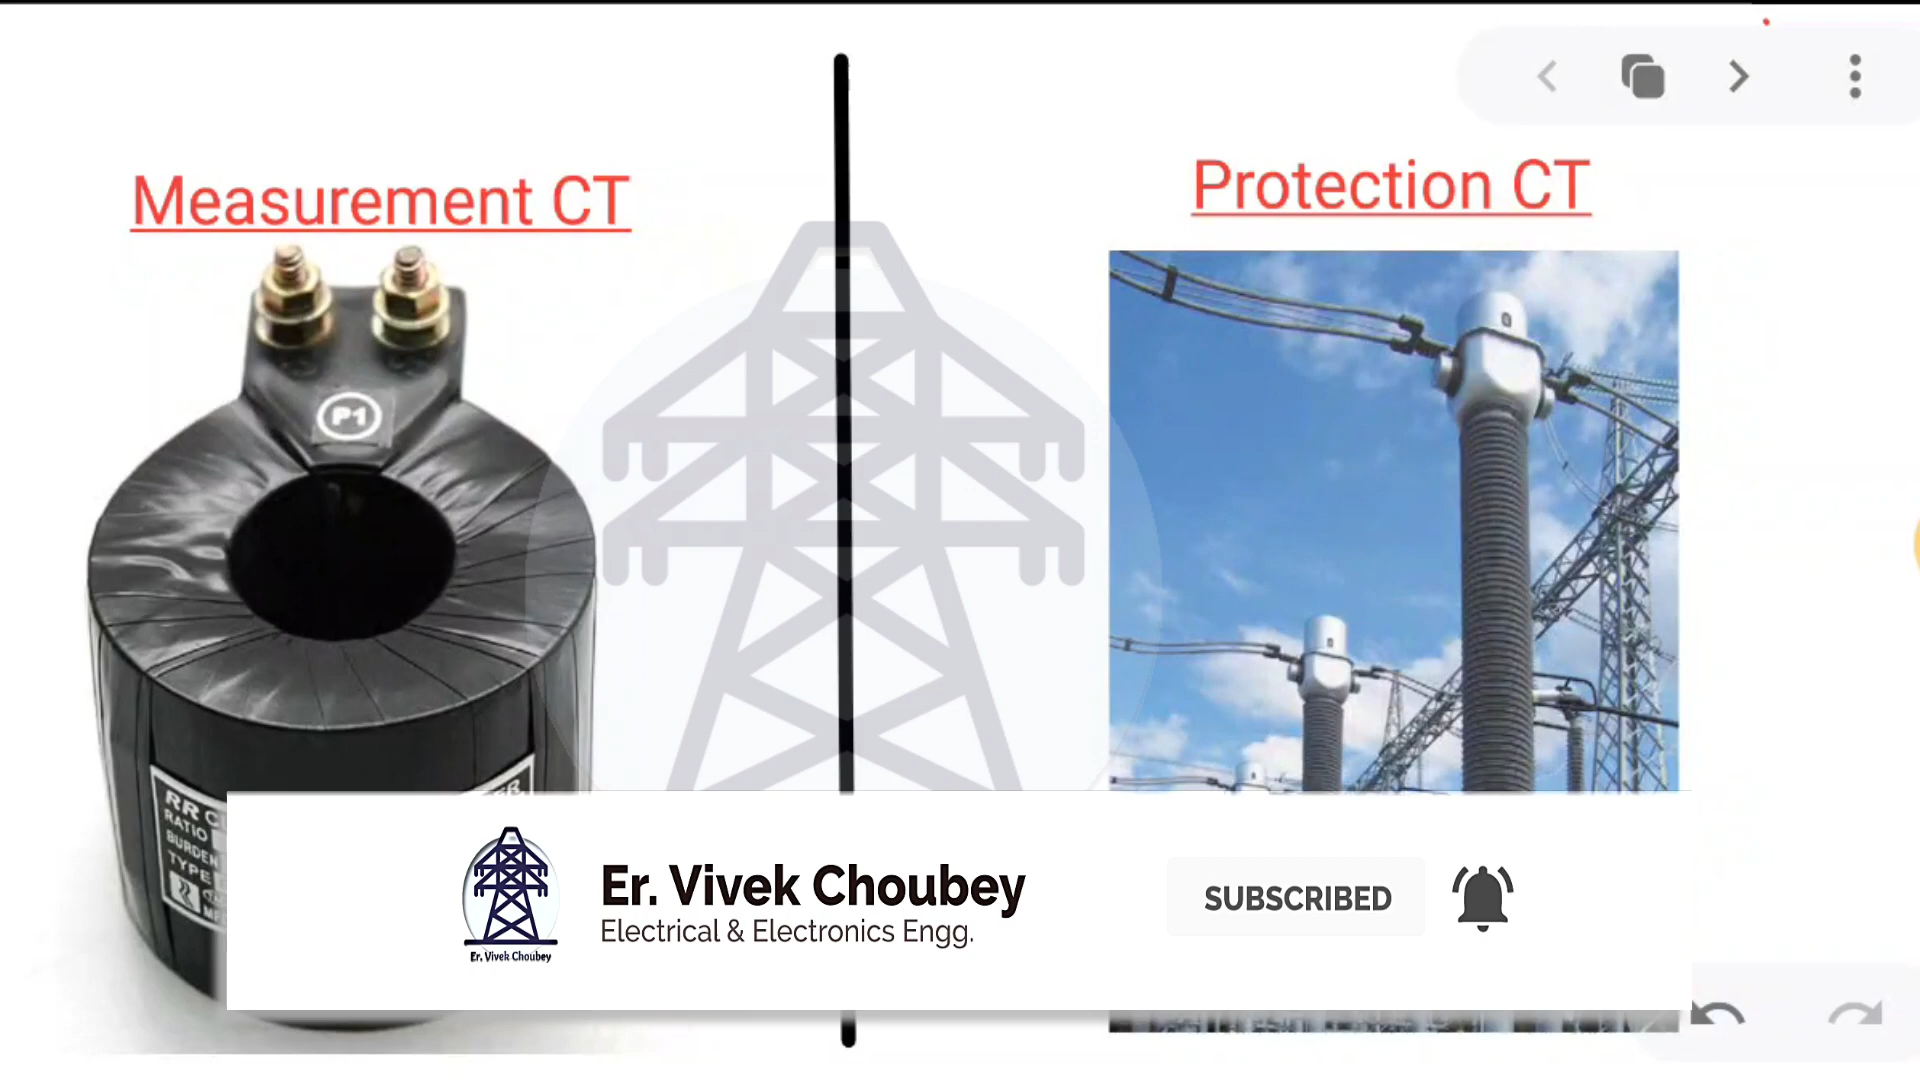 Measurement CT
Protection CT
P1
RR
RATIO
BURDEN
TYPE
Er. Vivek Choubey
Electrical & Electronics Engg.
Er. Vivek Choubey
SUBSCRIBED